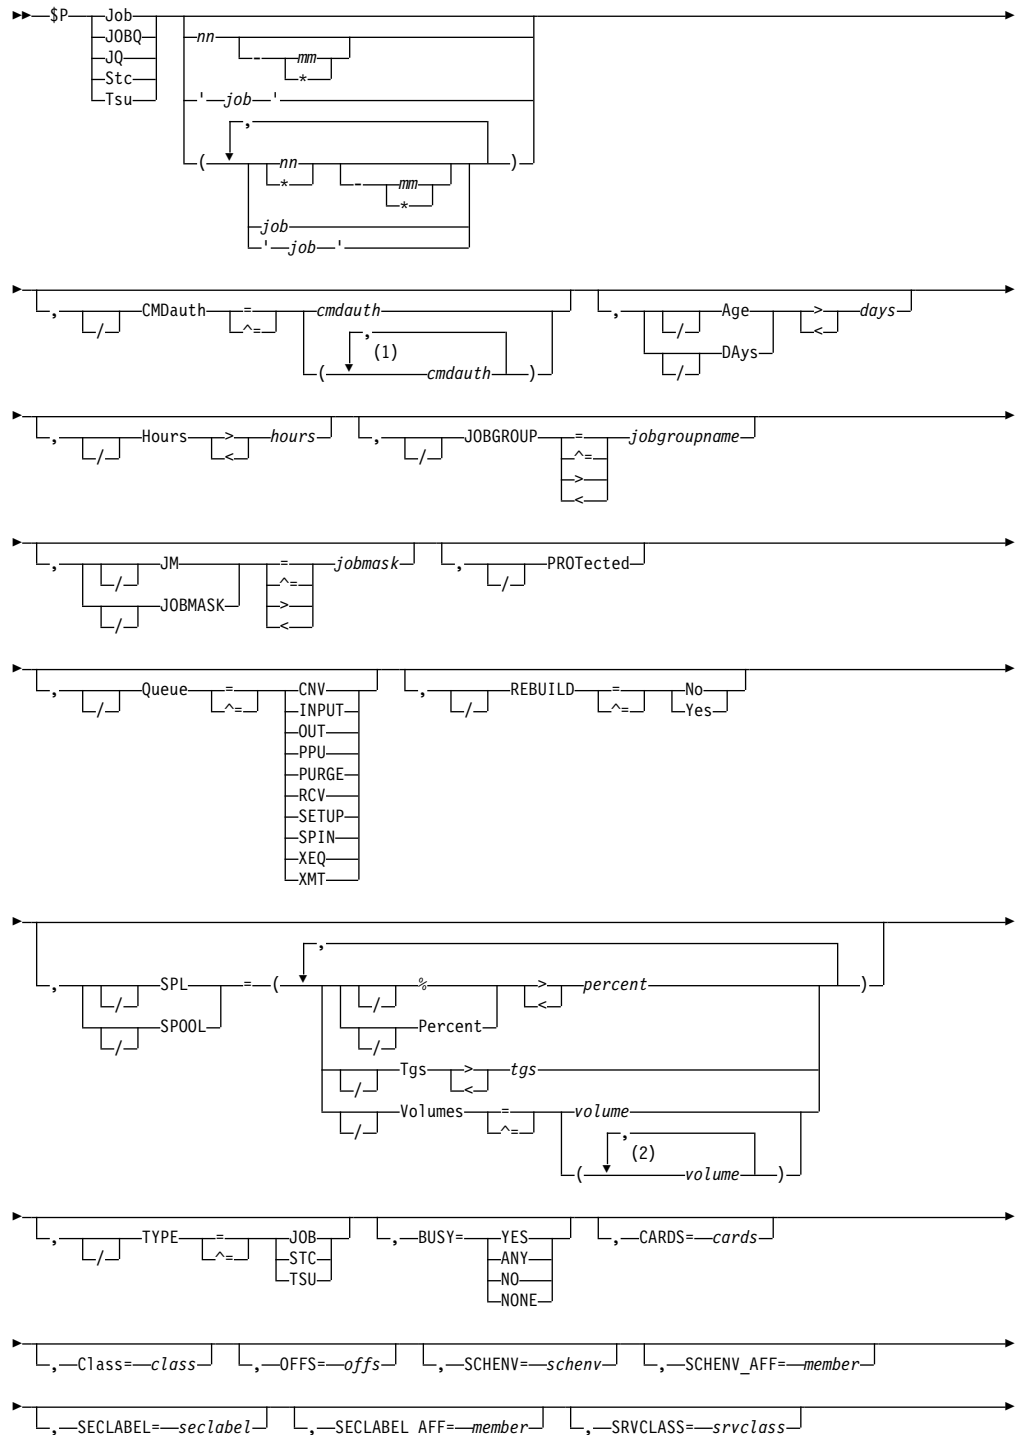 $P Job
JOBQ
JQ
Stc
Tsu
nn
- mm
*
' job '
,
( nn - mm )
* *
job
' job '
, / CMDauth = cmdauth
^=
, (1)
( cmdauth )
, / Age > days
<
/ DAys
, / Hours > hours
<
, / JOBGROUP = jobgroupname
^=
>
<
, / JM = jobmask
^=
/ JOBMASK >
<
, / PROTected
, / Queue = CNV
^= INPUT
OUT
PPU
PURGE
RCV
SETUP
SPIN
XEQ
XMT
, / REBUILD = No
^= Yes
,
, / SPL = ( / % > percent )
<
/ SPOOL / Percent
/ Tgs > tgs
<
/ Volumes = volume
^=
, (2)
( volume )
, / TYPE = JOB
^= STC
TSU
, BUSY= YES
ANY
NO
NONE
, CARDS= cards
, Class= class , OFFS= offs , SCHENV= schenv , SCHENV_AFF= member
, SECLABEL= seclabel , SECLABEL_AFF= member , SRVCLASS= srvclass